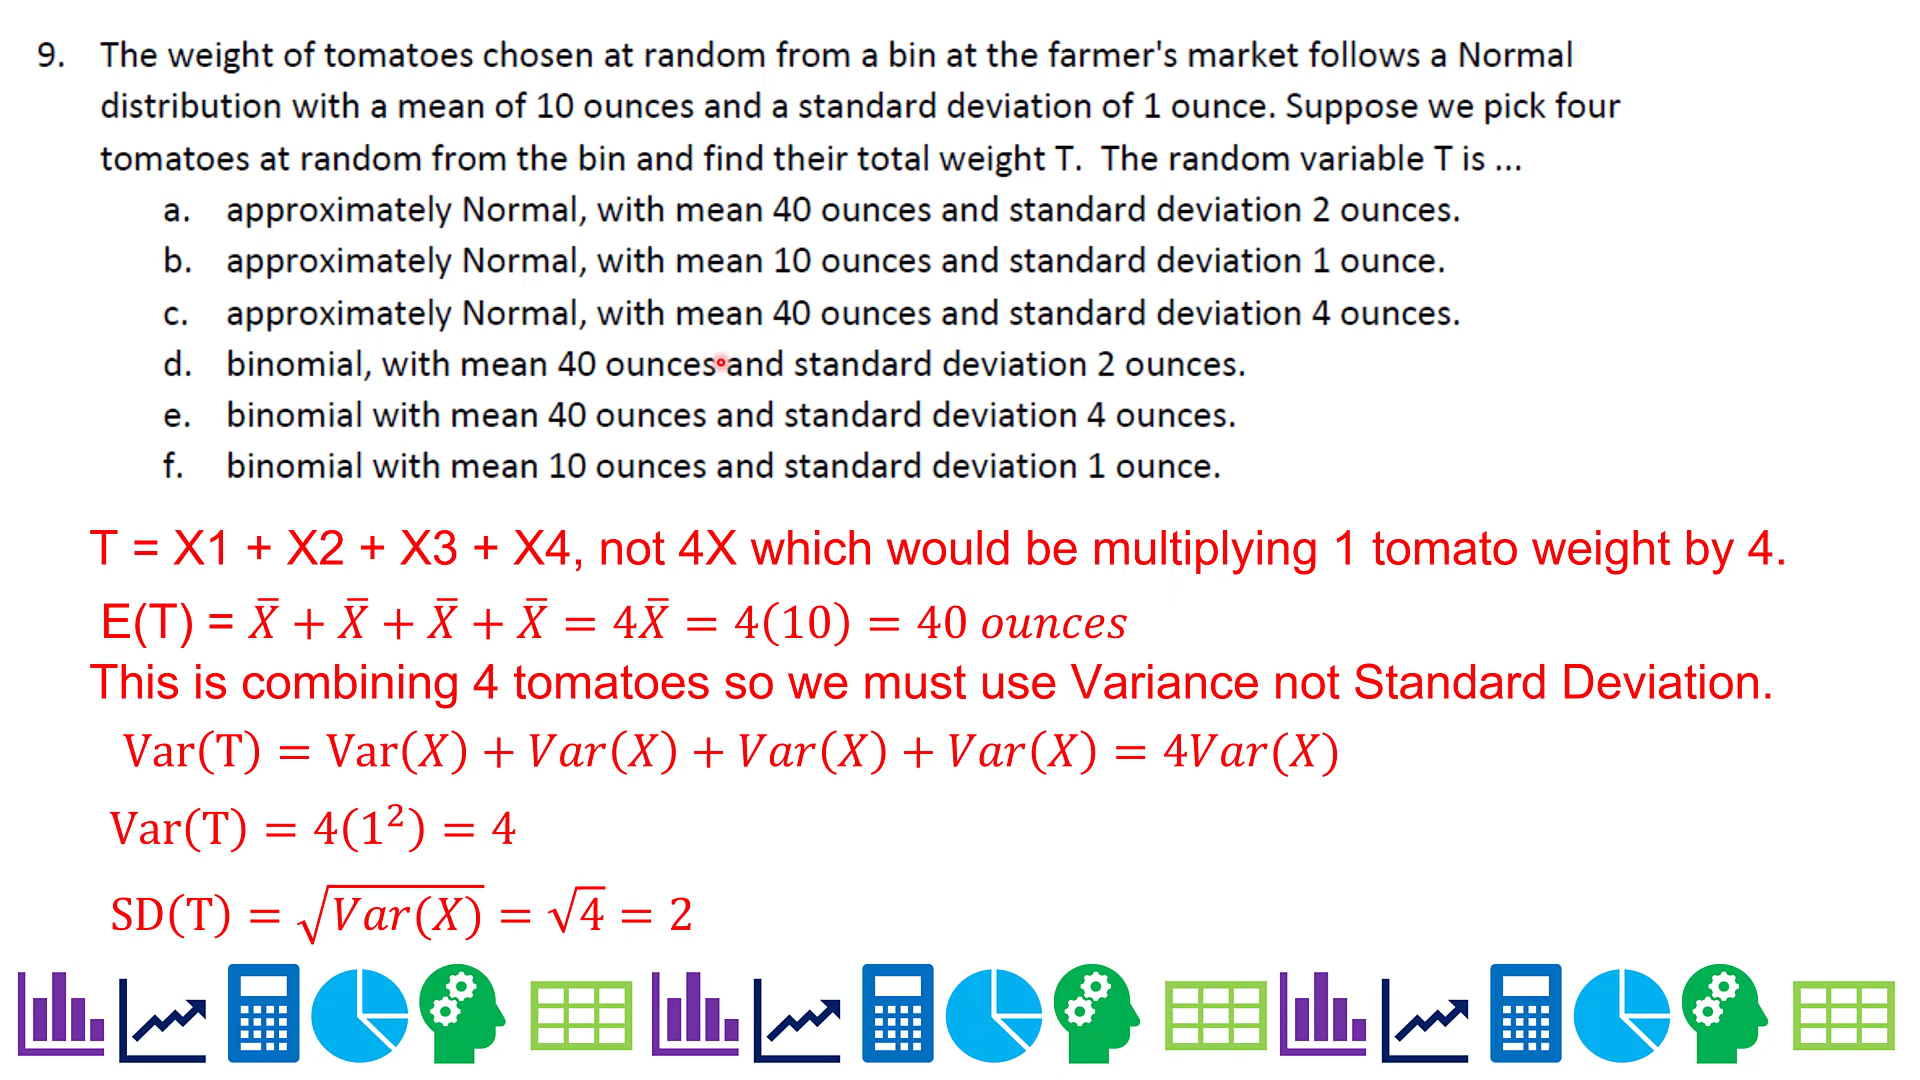 9. The weight of tomatoes chosen at random from a bin at the farmer's market follows a Normal
distribution with a mean of 10 ounces and a standard deviation of 1 ounce. Suppose we pick four
tomatoes at random from the bin and find their total weight T. The random variable T is ...
a. approximately Normal, with mean 40 ounces and standard deviation 2 ounces.
b. approximately Normal, with mean 10 ounces and standard deviation 1 ounce.
c. approximately Normal, with mean 40 ounces and standard deviation 4 ounces.
d. binomial, with mean 40 ounces and standard deviation 2 ounces.
e. binomial with mean 40 ounces and standard deviation 4 ounces.
f. binomial with mean 10 ounces and standard deviation 1 ounce.
T = X1 + X2 + X3 + X4, not 4X which would be multiplying 1 tomato weight by 4.
E(T) = X̅ + X̅ + X̅ + X̅ = 4X̅ = 4(10) = 40 ounces
This is combining 4 tomatoes so we must use Variance not Standard Deviation.
Var(T) = Var(X) + Var(X) + Var(X) + Var(X) = 4Var(X)
Var(T) = 4(1²) = 4
SD(T) = √Var(X) = √4 = 2